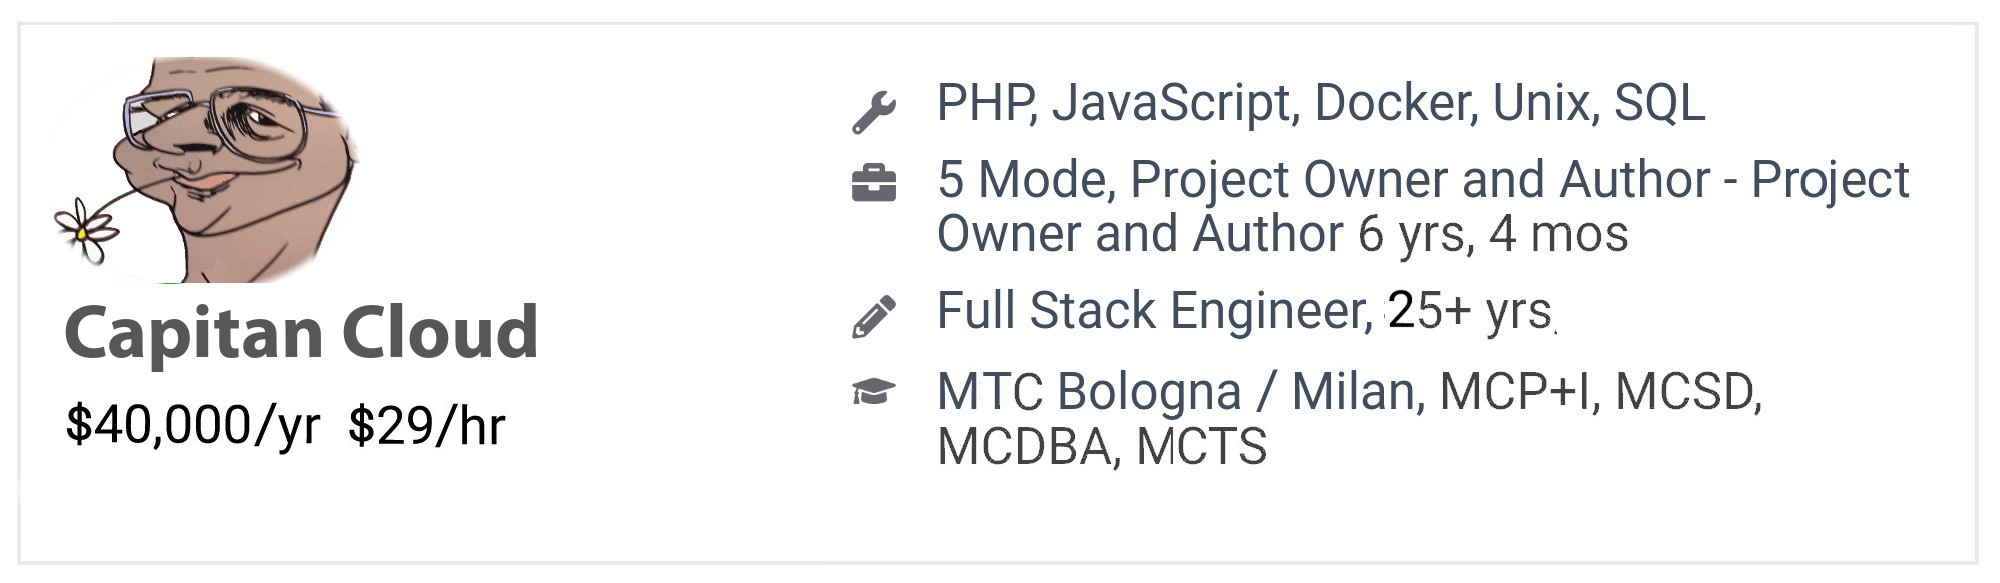 Capitan Cloud
$40,000/yr $29/hr
PHP, JavaScript, Docker, Unix, SQL
5 Mode, Project Owner and Author - Project
Owner and Author 6 yrs, 4 mos
Full Stack Engineer, 25+ yrs
MTC Bologna / Milan, MCP+I, MCSD,
MCDBA, MCTS